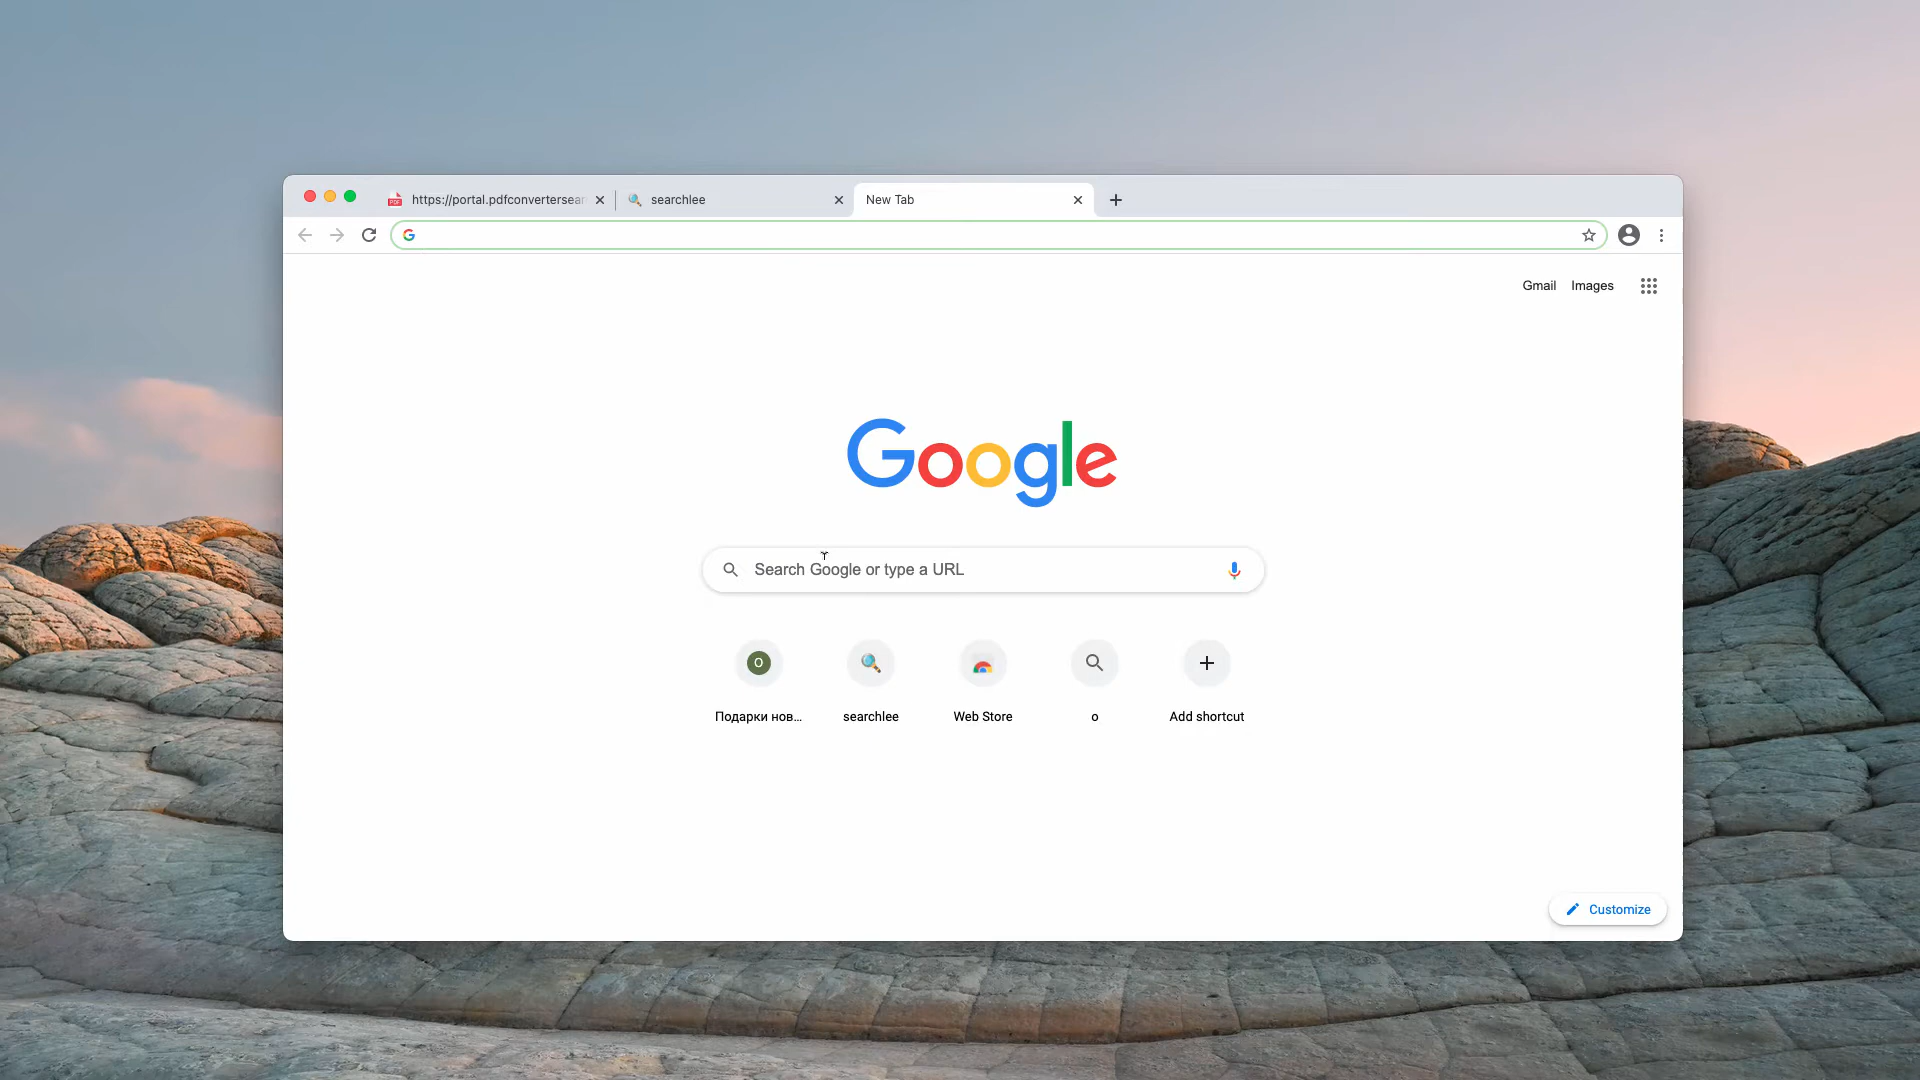 https://portal.pdfconvertersear
searchlee
New Tab
Gmail
Images
Google
Search Google or type a URL
O
Подарки нов...
searchlee
Web Store
o
Add shortcut
Customize